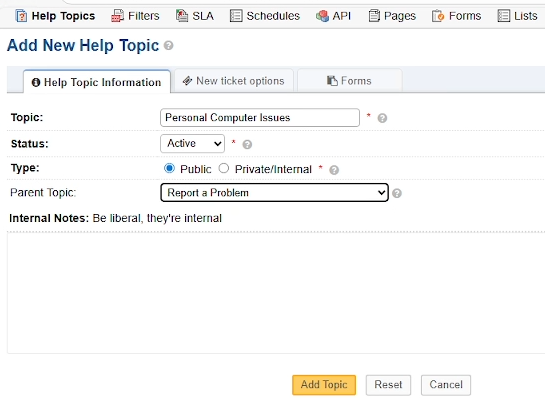 Help Topics Filters SLA Schedules API Pages Forms Lists
Add New Help Topic
Help Topic Information New ticket options Forms
Topic: Personal Computer Issues *
Status: Active *
Type: Public Private/Internal *
Parent Topic: Report a Problem
Internal Notes: Be liberal, they're internal
Add Topic Reset Cancel